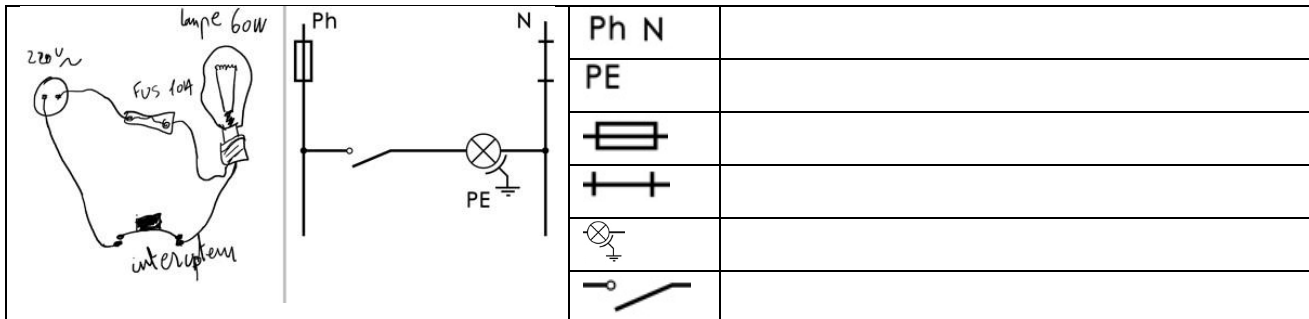 lampe 60W
220V~
FUS 10A
interupteur
Ph
N
PE
Ph N
PE